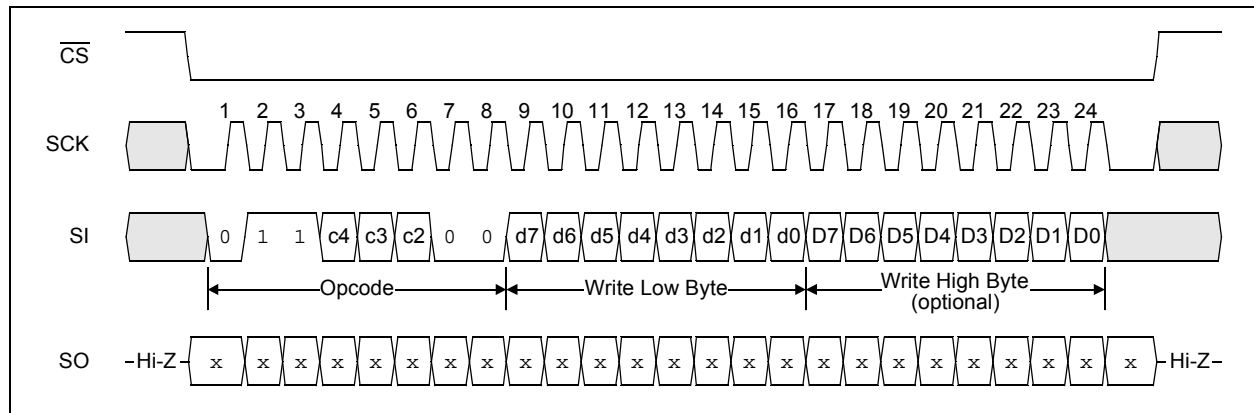 CS
1 2 3 4 5 6 7 8 9 10 11 12 13 14 15 16 17 18 19 20 21 22 23 24
SCK
SI 0 1 1 c4 c3 c2 0 0 d7 d6 d5 d4 d3 d2 d1 d0 D7 D6 D5 D4 D3 D2 D1 D0
Opcode Write Low Byte Write High Byte
(optional)
SO Hi-Z x x x x x x x x x x x x x x x x x x x x x x x x x Hi-Z